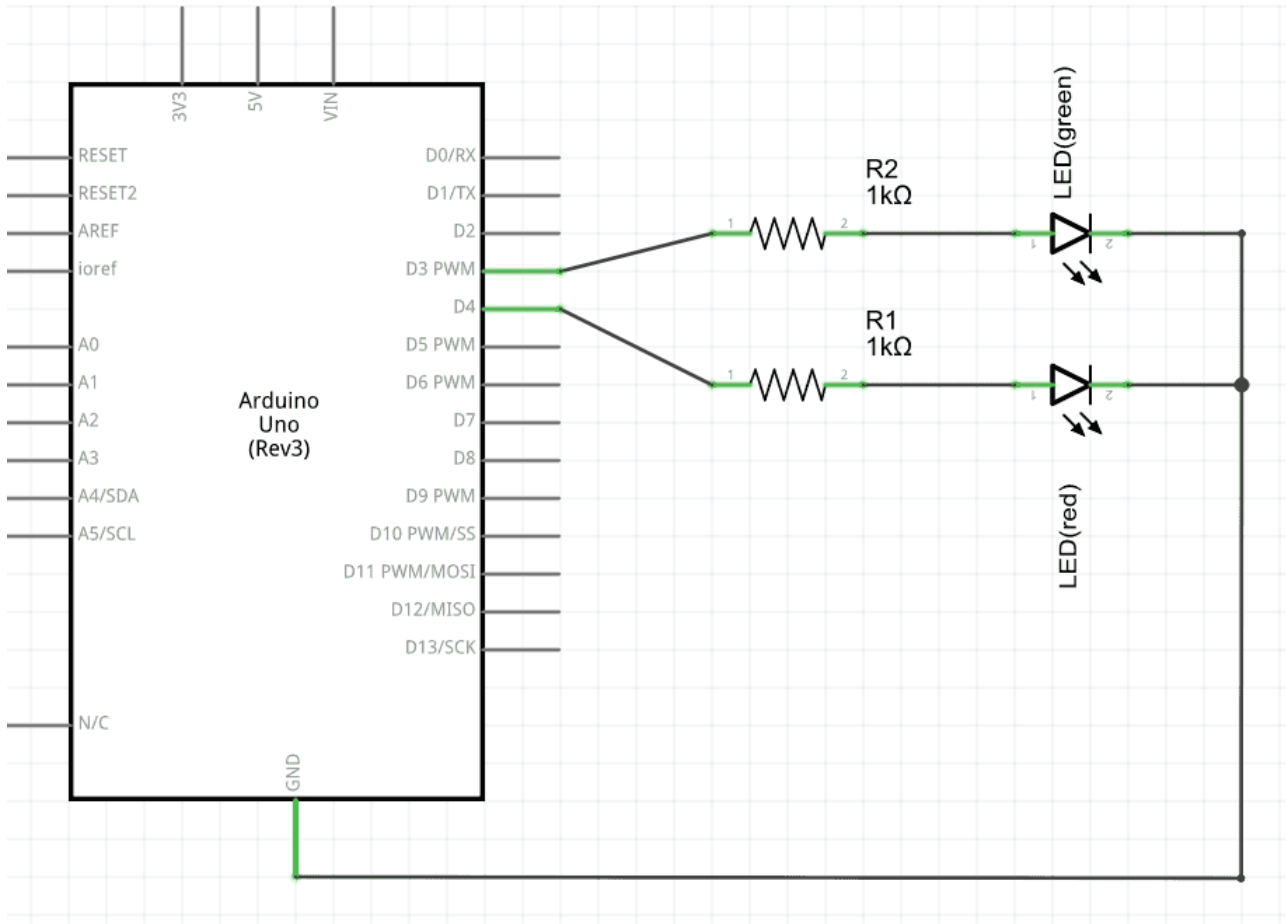 3V3
5V
VIN
RESET
RESET2
AREF
ioref
A0
A1
A2
A3
A4/SDA
A5/SCL
N/C
Arduino
Uno
(Rev3)
D0/RX
D1/TX
D2
D3 PWM
D4
D5 PWM
D6 PWM
D7
D8
D9 PWM
D10 PWM/SS
D11 PWM/MOSI
D12/MISO
D13/SCK
GND
R2
1kΩ
1
2
LED(green)
1
2
R1
1kΩ
1
2
1
2
LED(red)